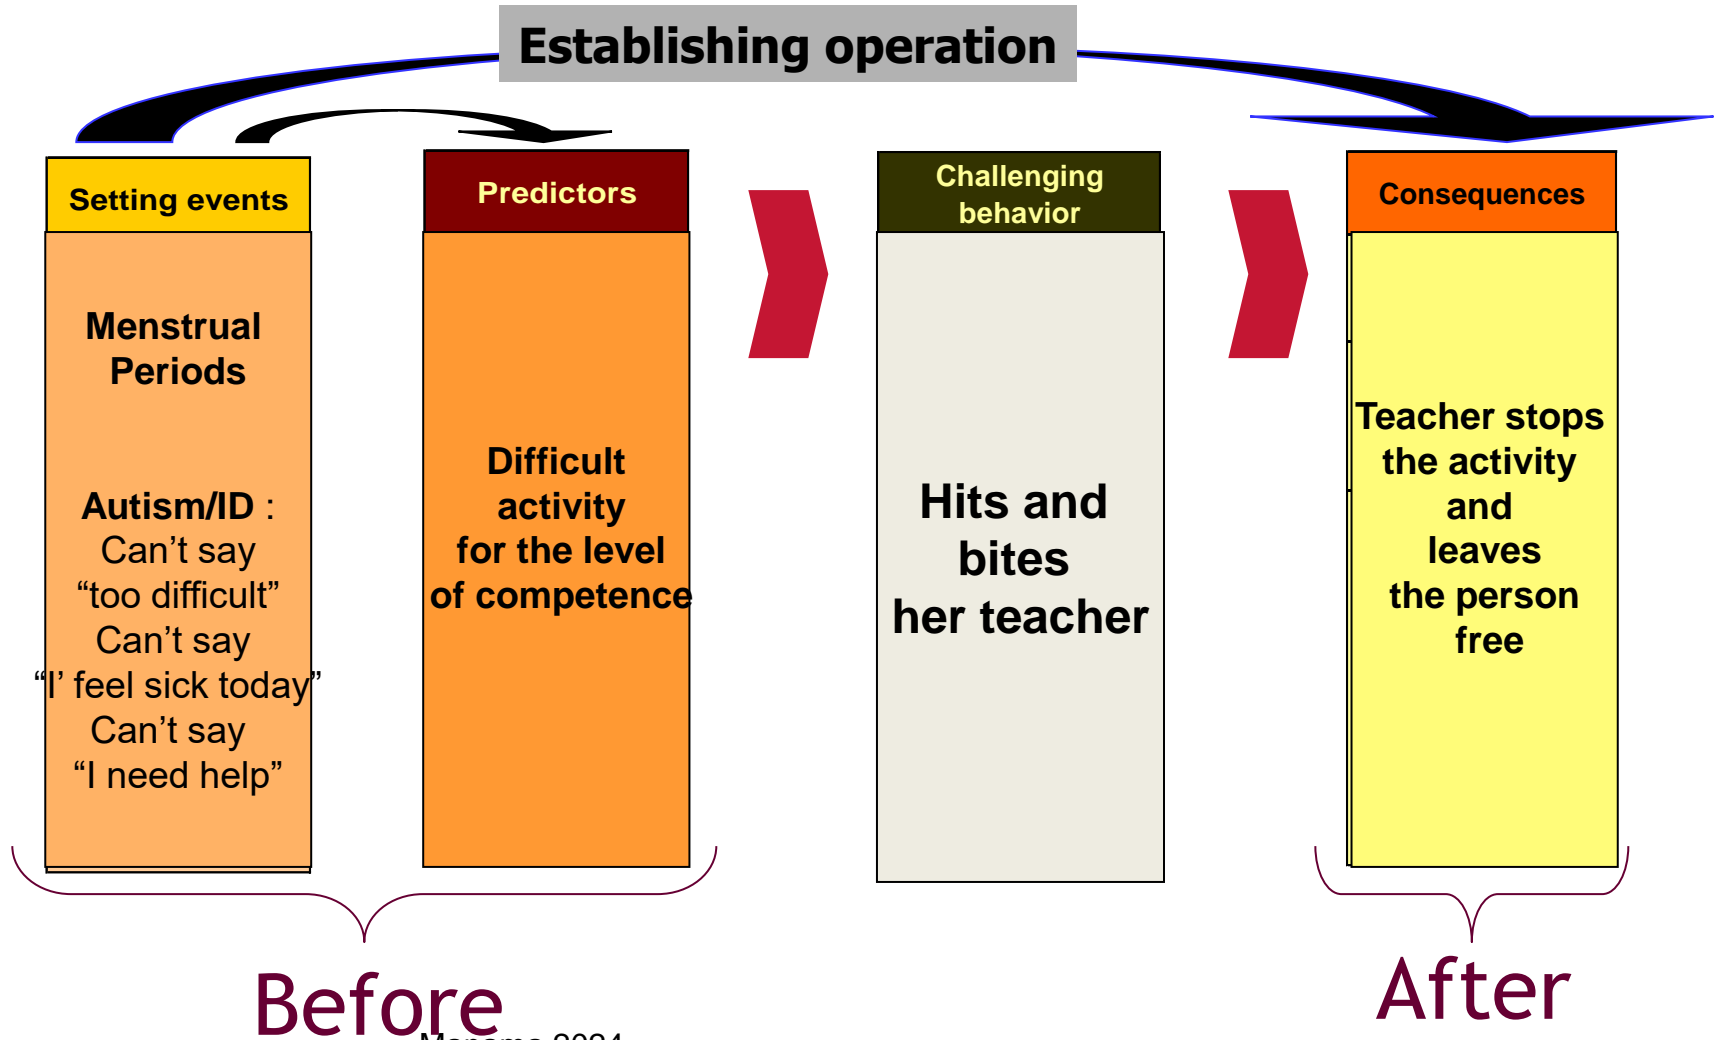 Establishing operation
Setting events
Menstrual
Periods
Autism/ID :
Can’t say
“too difficult”
Can’t say
“I’ feel sick today”
Can’t say
“I need help”
Predictors
Difficult
activity
for the level
of competence
Challenging
behavior
Hits and
bites
her teacher
Consequences
Teacher stops
the activity
and
leaves
the person
free
Before
After
2024